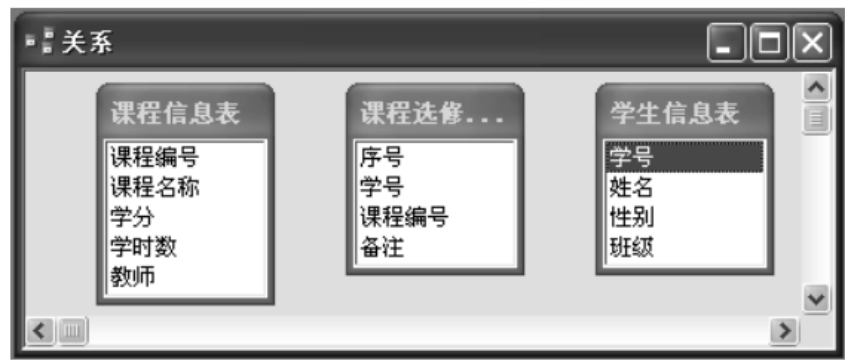 关系
课程信息表
课程编号
课程名称
学分
学时数
教师
课程选修...
序号
学号
课程编号
备注
学生信息表
学号
姓名
性别
班级